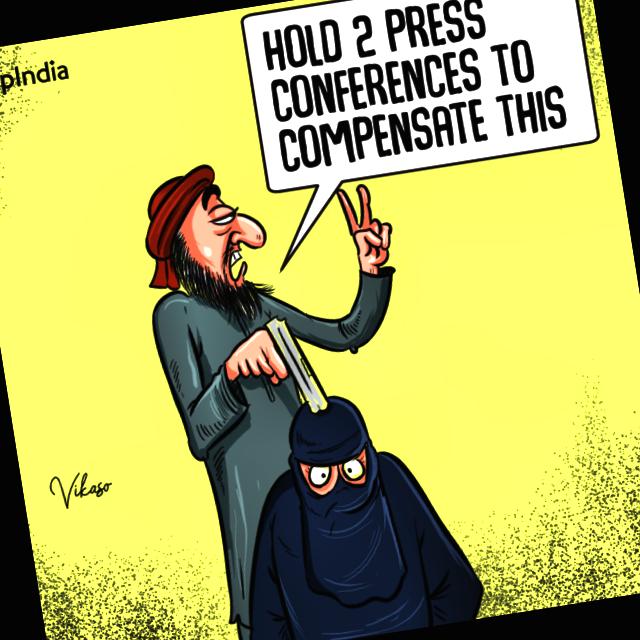 pIndia
HOLD 2 PRESS
CONFERENCES TO
COMPENSATE THIS
Vikaso